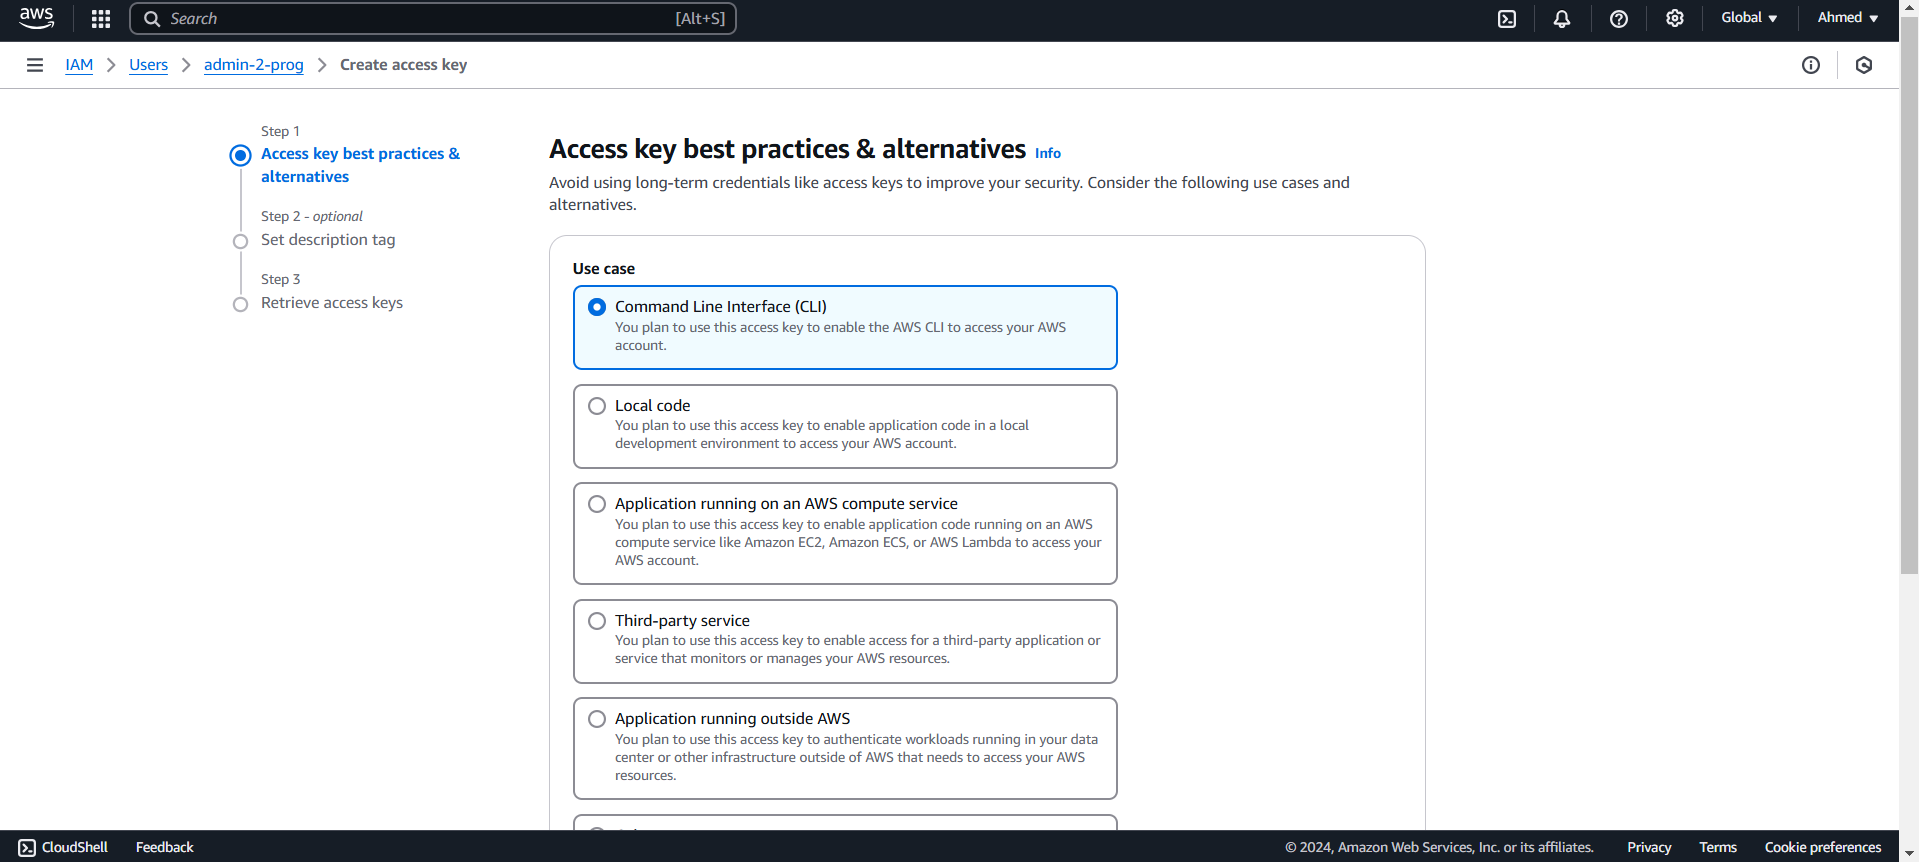 aws
Search [Alt+S]
Global
Ahmed
IAM
Users
admin-2-prog
Create access key
Step 1
Access key best practices &
alternatives
Step 2 - optional
Set description tag
Step 3
Retrieve access keys
Access key best practices & alternatives Info
Avoid using long-term credentials like access keys to improve your security. Consider the following use cases and
alternatives.
Use case
Command Line Interface (CLI)
You plan to use this access key to enable the AWS CLI to access your AWS
account.
Local code
You plan to use this access key to enable application code in a local
development environment to access your AWS account.
Application running on an AWS compute service
You plan to use this access key to enable application code running on an AWS
compute service like Amazon EC2, Amazon ECS, or AWS Lambda to access your
AWS account.
Third-party service
You plan to use this access key to enable access for a third-party application or
service that monitors or manages your AWS resources.
Application running outside AWS
You plan to use this access key to authenticate workloads running in your data
center or other infrastructure outside of AWS that needs to access your AWS
resources.
CloudShell
Feedback
© 2024, Amazon Web Services, Inc. or its affiliates.
Privacy
Terms
Cookie preferences